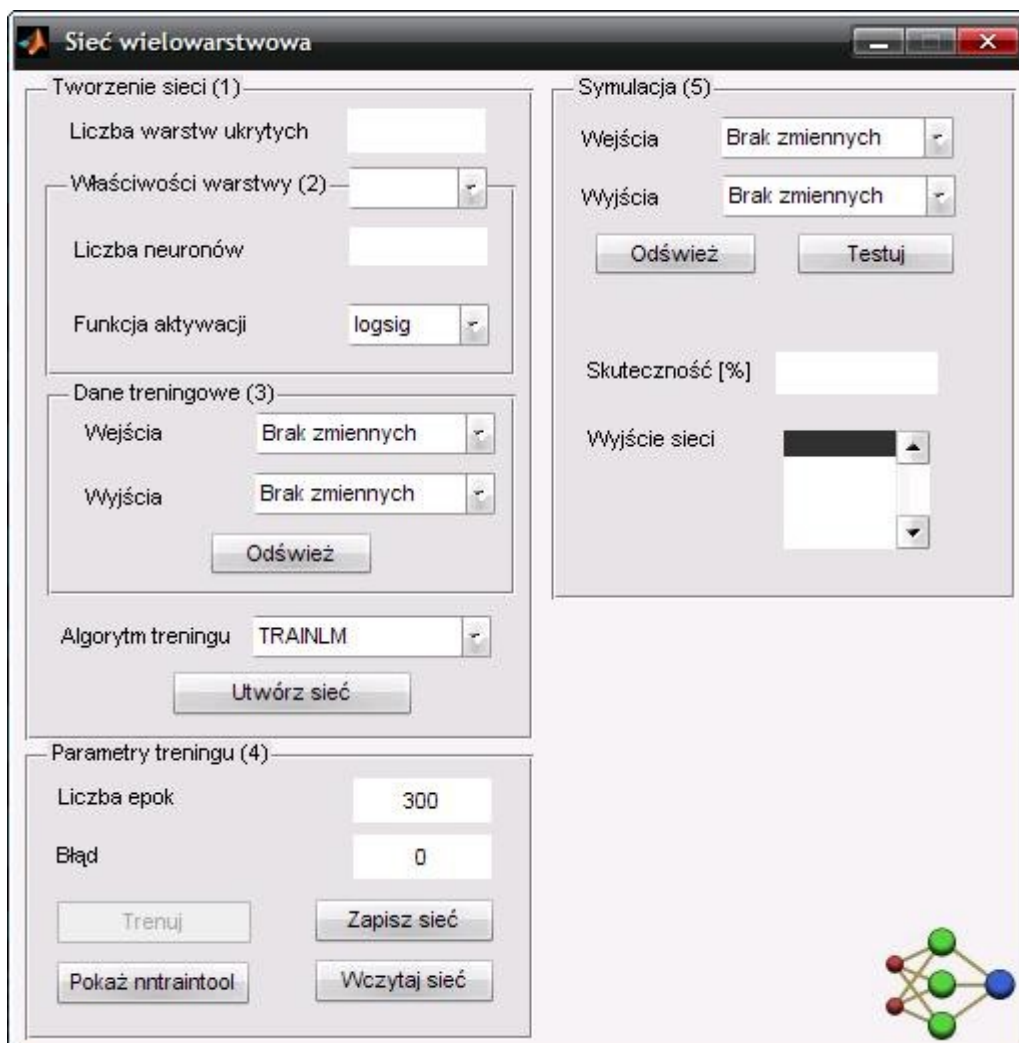 Sieć wielowarstwowa
Tworzenie sieci (1)
Liczba warstw ukrytych
Właściwości warstwy (2)
Liczba neuronów
Funkcja aktywacji logsig
Dane treningowe (3)
Wejścia Brak zmiennych
Wyjścia Brak zmiennych
Odśwież
Algorytm treningu TRAINLM
Utwórz sieć
Parametry treningu (4)
Liczba epok 300
Błąd 0
Trenuj Zapisz sieć
Pokaż nntraintool Wczytaj sieć
Symulacja (5)
Wejścia Brak zmiennych
Wyjścia Brak zmiennych
Odśwież Testuj
Skuteczność [%]
Wyjście sieci